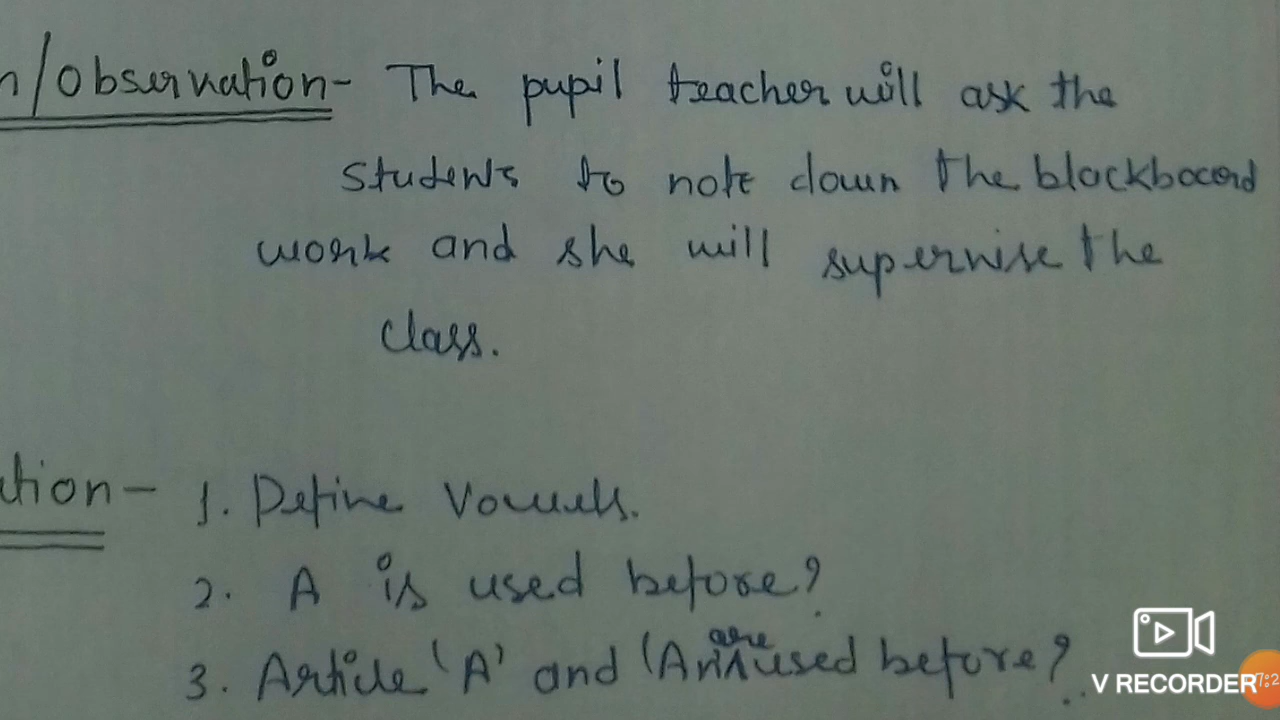 n/Observation- The pupil teacher will ask the
students to note down the blackboard
work and she will supervise the
class.
ation- 1. Define Vowels.
2. A is used before?
3. Article 'A' and 'An' are used before?
V RECORDER